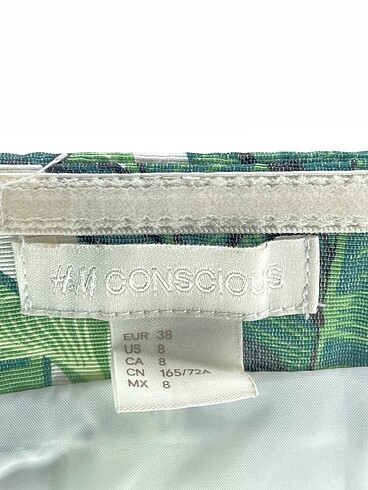 H&M CONSCIOUS
EUR 38
US 8
CA 8
CN 165/72A
MX 8